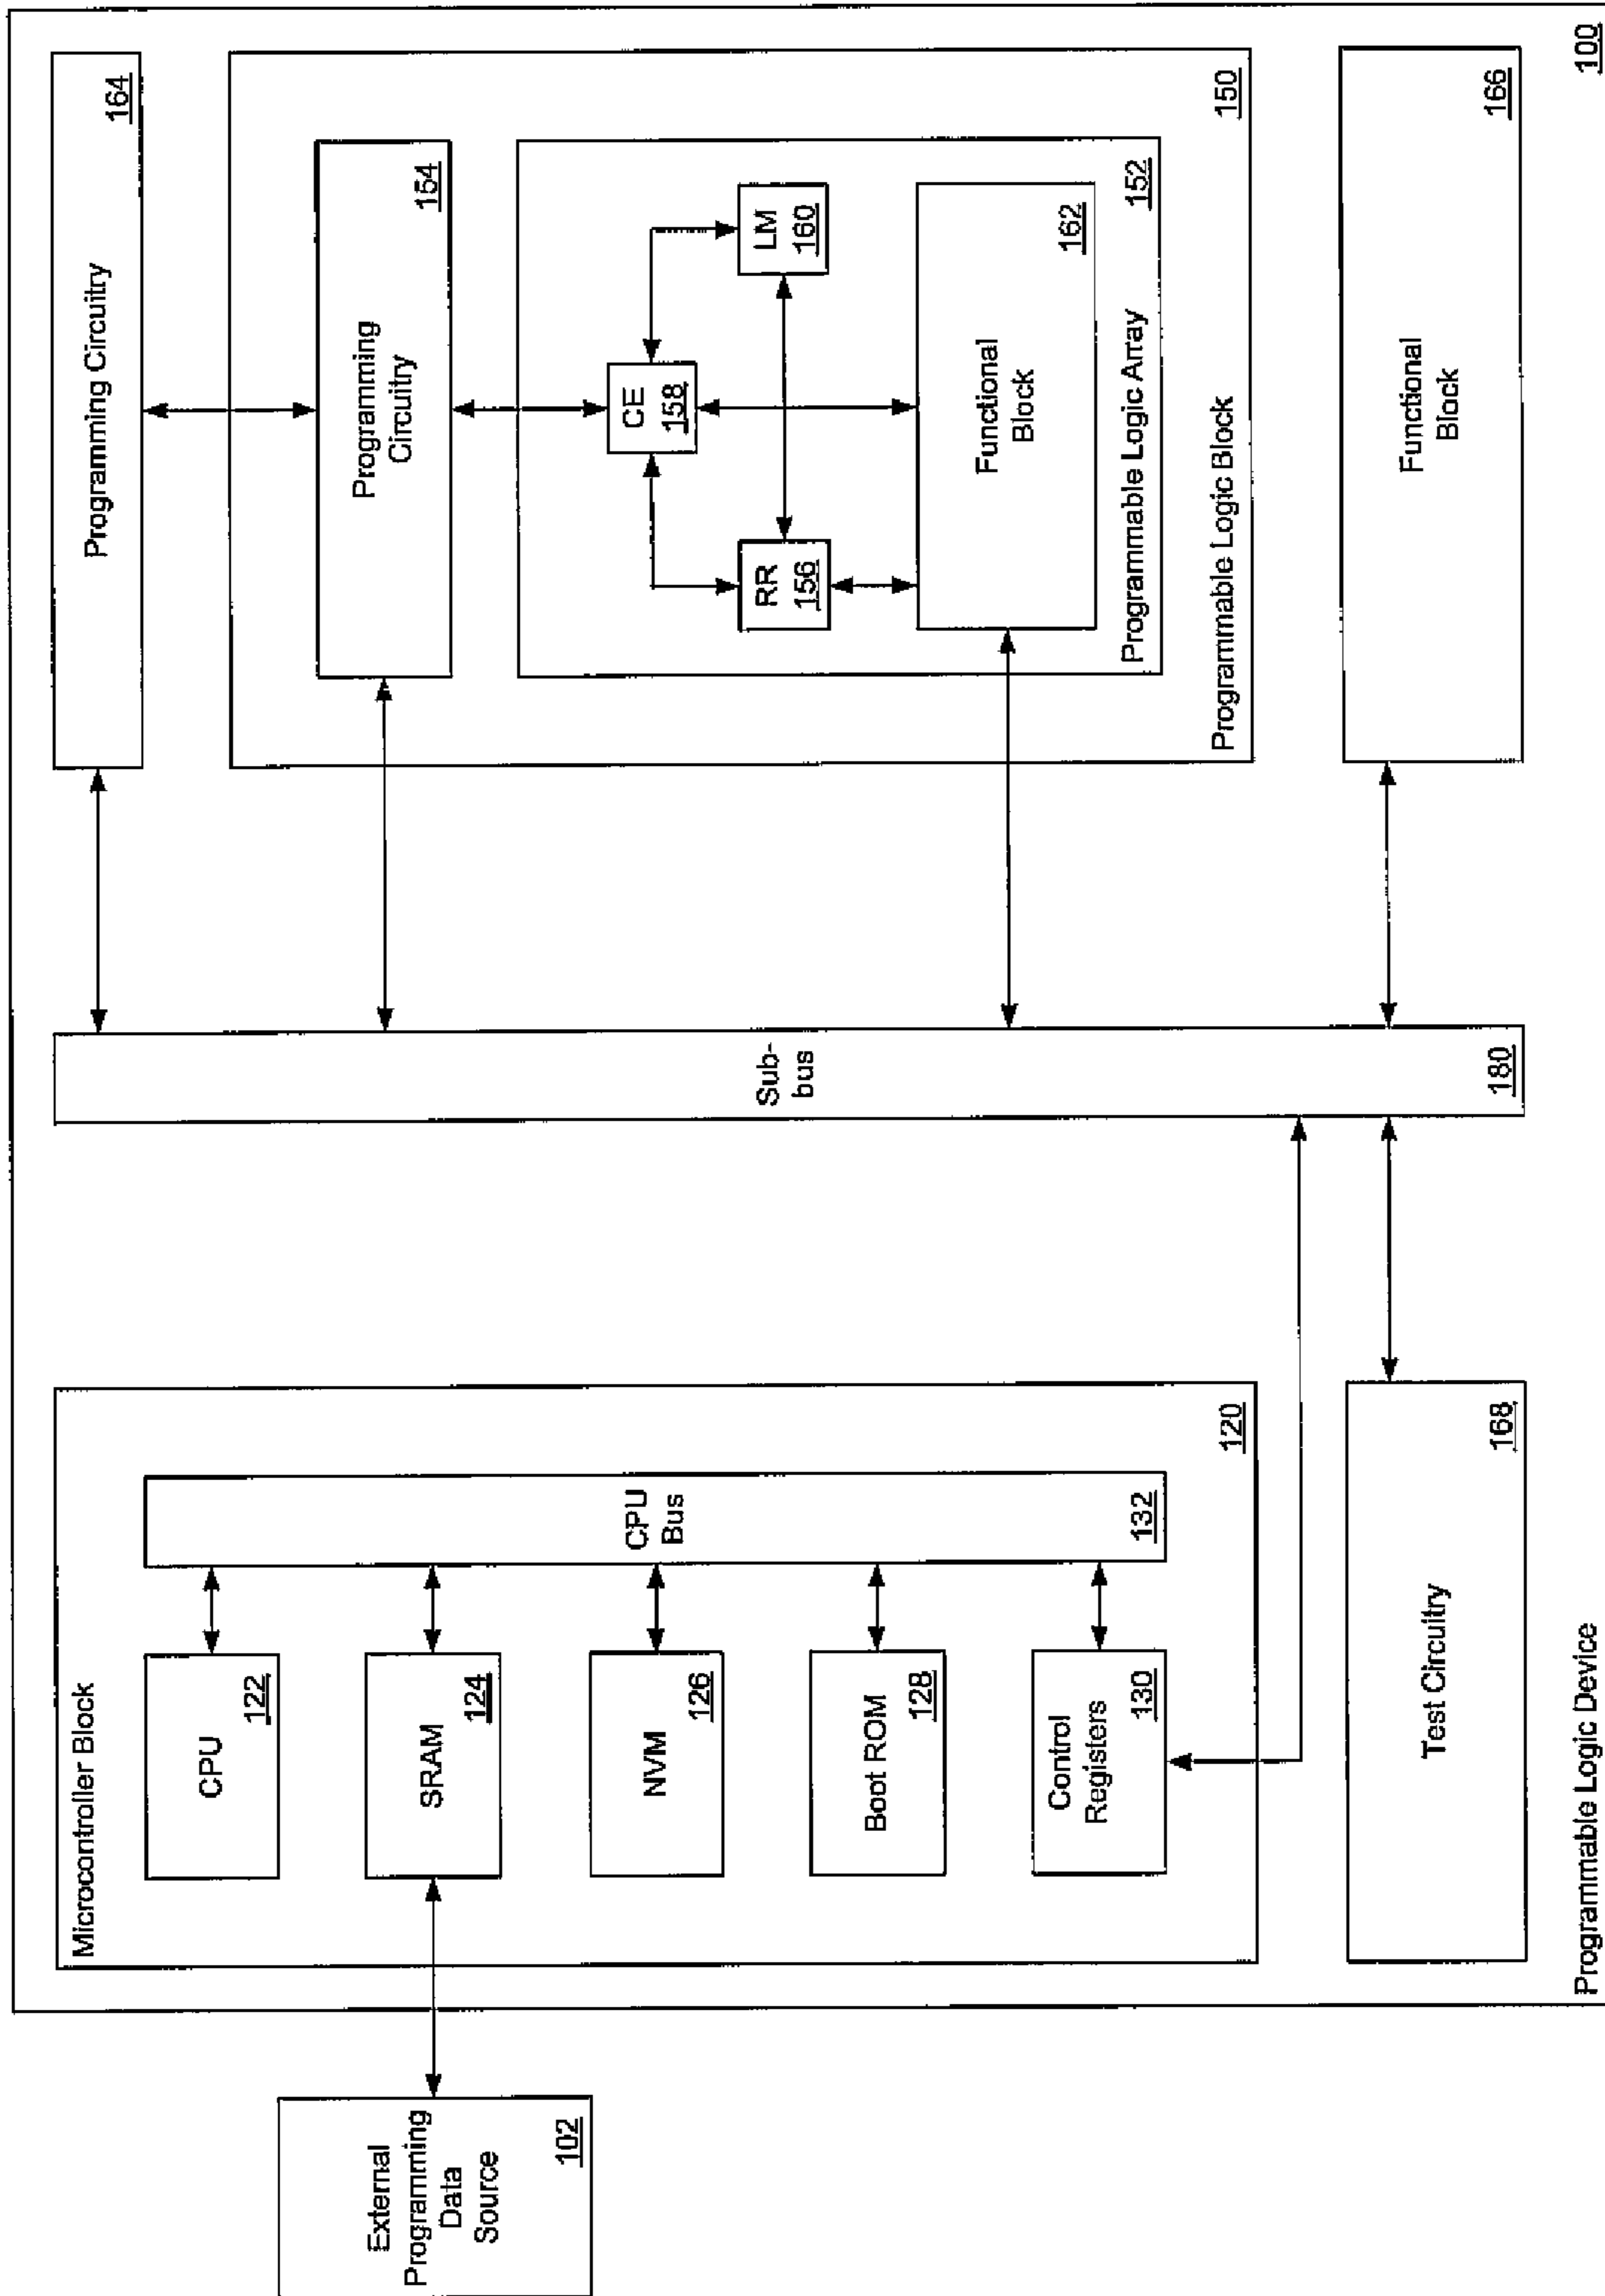 External
Programming
Data
Source
102
Microcontroller Block
CPU
122
SRAM
124
NVM
126
Boot ROM
128
Control
Registers
130
CPU
Bus
132
120
Test Circuitry
168
Sub-
bus
180
Programming Circuitry
164
Programming
Circuitry
154
CE
158
LM
160
RR
156
Functional
Block
162
Programmable Logic Array
152
Programmable Logic Block
150
Functional
Block
166
Programmable Logic Device
100